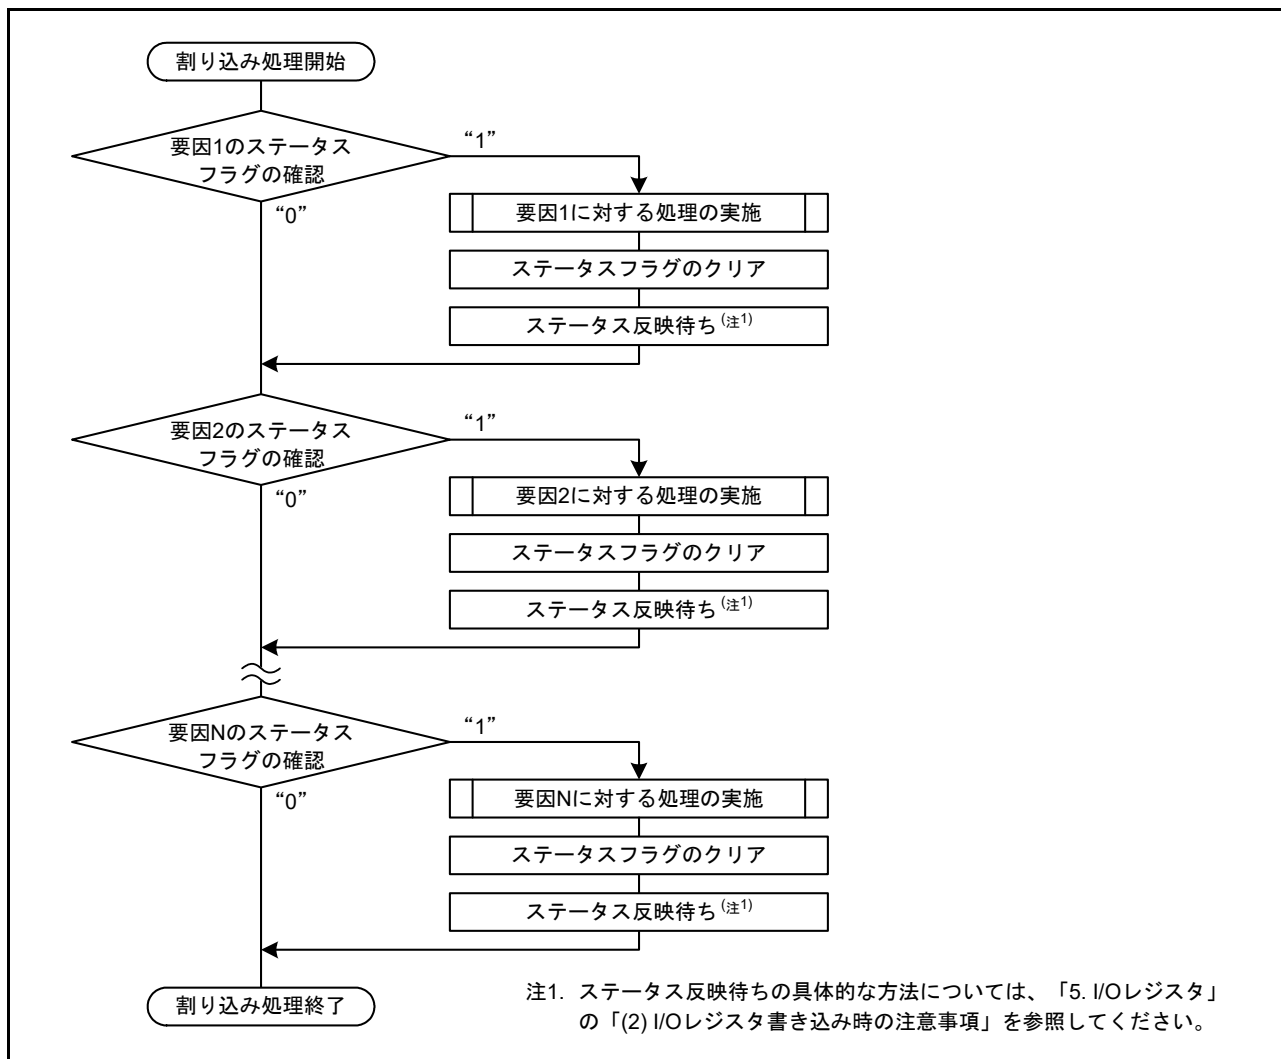 割り込み処理開始
要因1のステータス
フラグの確認
“1”
“0”
要因1に対する処理の実施
ステータスフラグのクリア
ステータス反映待ち(注1)
要因2のステータス
フラグの確認
“1”
“0”
要因2に対する処理の実施
ステータスフラグのクリア
ステータス反映待ち(注1)
要因Nのステータス
フラグの確認
“1”
“0”
要因Nに対する処理の実施
ステータスフラグのクリア
ステータス反映待ち(注1)
割り込み処理終了
注1. ステータス反映待ちの具体的な方法については、「5. I/Oレジスタ」
の「(2) I/Oレジスタ書き込み時の注意事項」を参照してください。